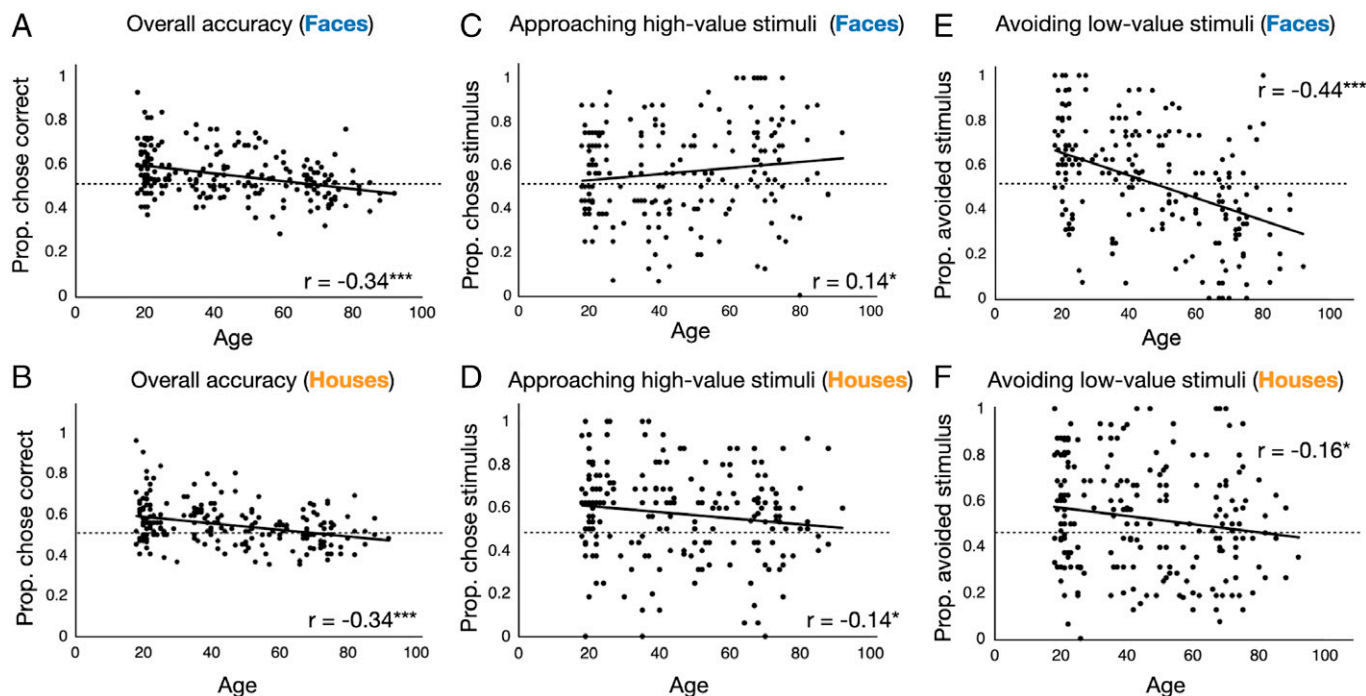 A Overall accuracy (Faces)
Prop. chose correct
1
0.8
0.6
0.4
0.2
0
0 20 40 60 80 100
Age
r = -0.34***
C Approaching high-value stimuli (Faces)
Prop. chose stimulus
1
0.8
0.6
0.4
0.2
0
0 20 40 60 80 100
Age
r = 0.14*
E Avoiding low-value stimuli (Faces)
Prop. avoided stimulus
1
0.8
0.6
0.4
0.2
0
0 20 40 60 80 100
Age
r = -0.44***
B Overall accuracy (Houses)
Prop. chose correct
1
0.8
0.6
0.4
0.2
0
0 20 40 60 80 100
Age
r = -0.34***
D Approaching high-value stimuli (Houses)
Prop. chose stimulus
1
0.8
0.6
0.4
0.2
0
0 20 40 60 80 100
Age
r = -0.14*
F Avoiding low-value stimuli (Houses)
Prop. avoided stimulus
1
0.8
0.6
0.4
0.2
0
0 20 40 60 80 100
Age
r = -0.16*